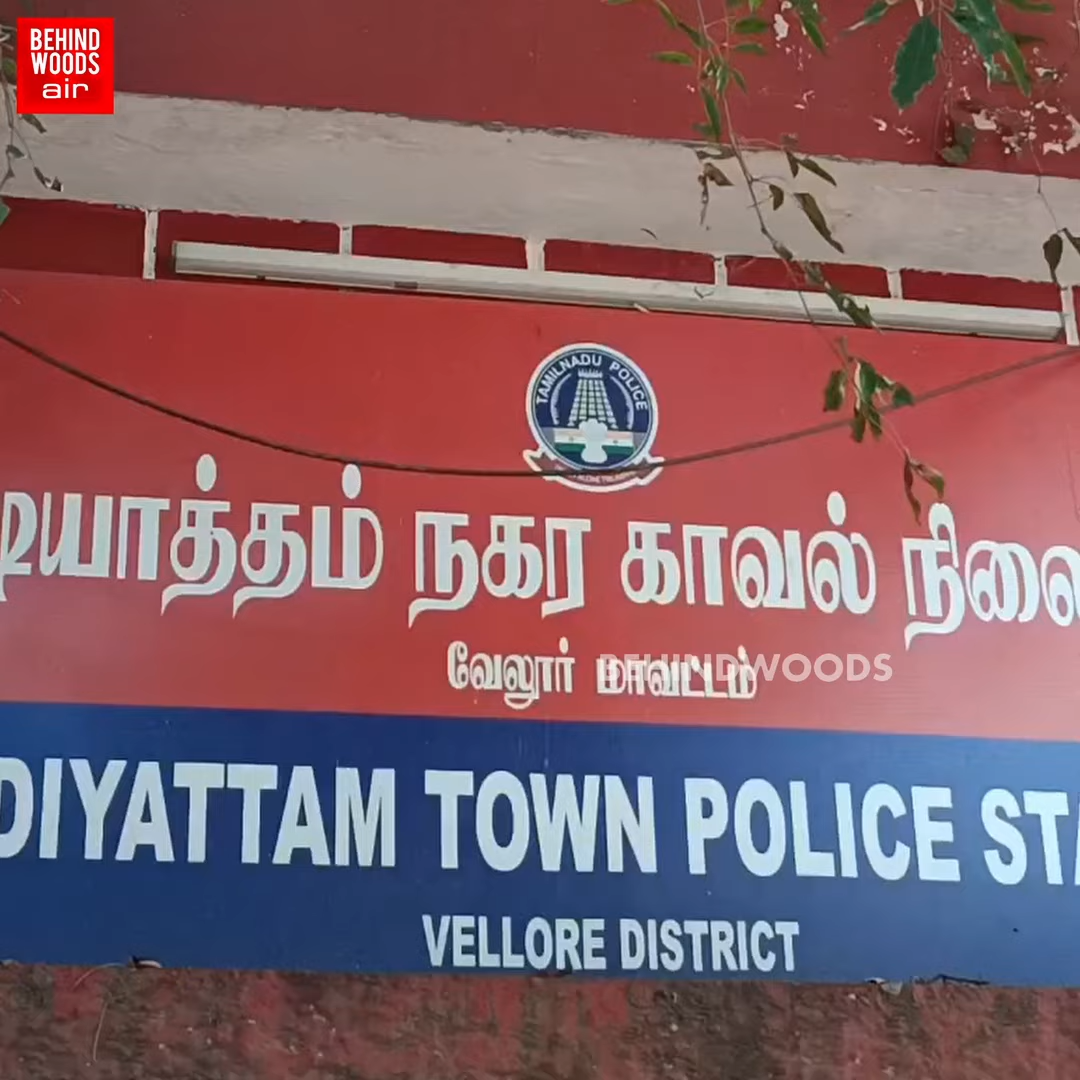 BEHIND
WOODS
air
TAMILNADU POLICE
டியாத்தம் நகர காவல் நிலை
வேலூர் மாவட்டம்
BEHINDWOODS
DIYATTAM TOWN POLICE STA
VELLORE DISTRICT